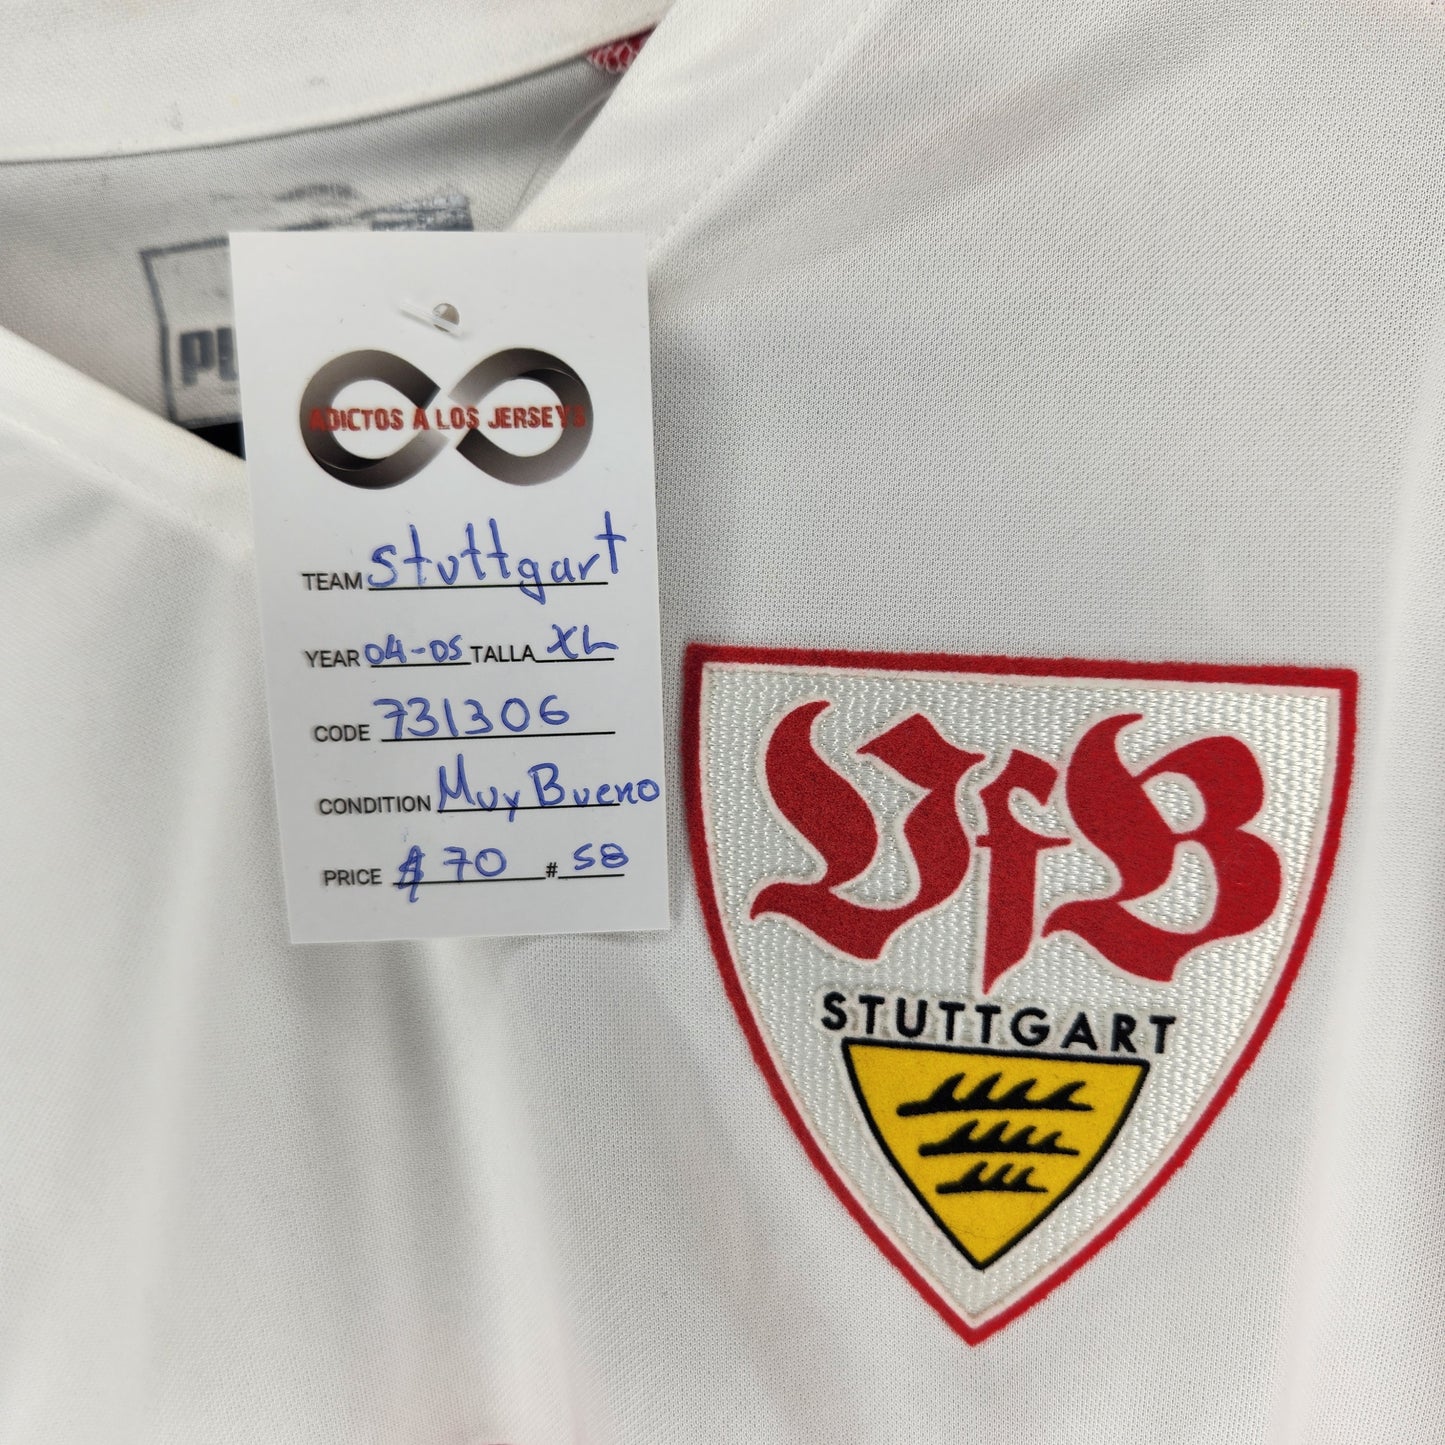 ADICTOS A LOS JERSEYS
TEAM Stuttgart
YEAR 04-05 TALLA XL
CODE 731306
CONDITION Muy Bueno
PRICE $70 # 58
VfB
STUTTGART